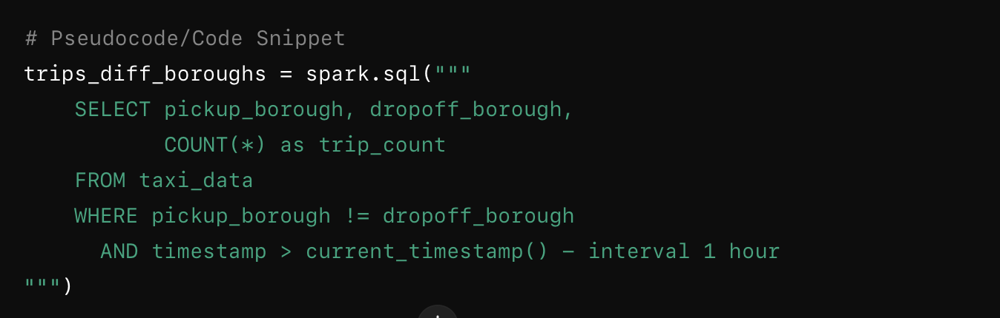 # Pseudocode/Code Snippet
trips_diff_boroughs = spark.sql("""
    SELECT pickup_borough, dropoff_borough,
           COUNT(*) as trip_count
    FROM taxi_data
    WHERE pickup_borough != dropoff_borough
      AND timestamp > current_timestamp() – interval 1 hour
""")